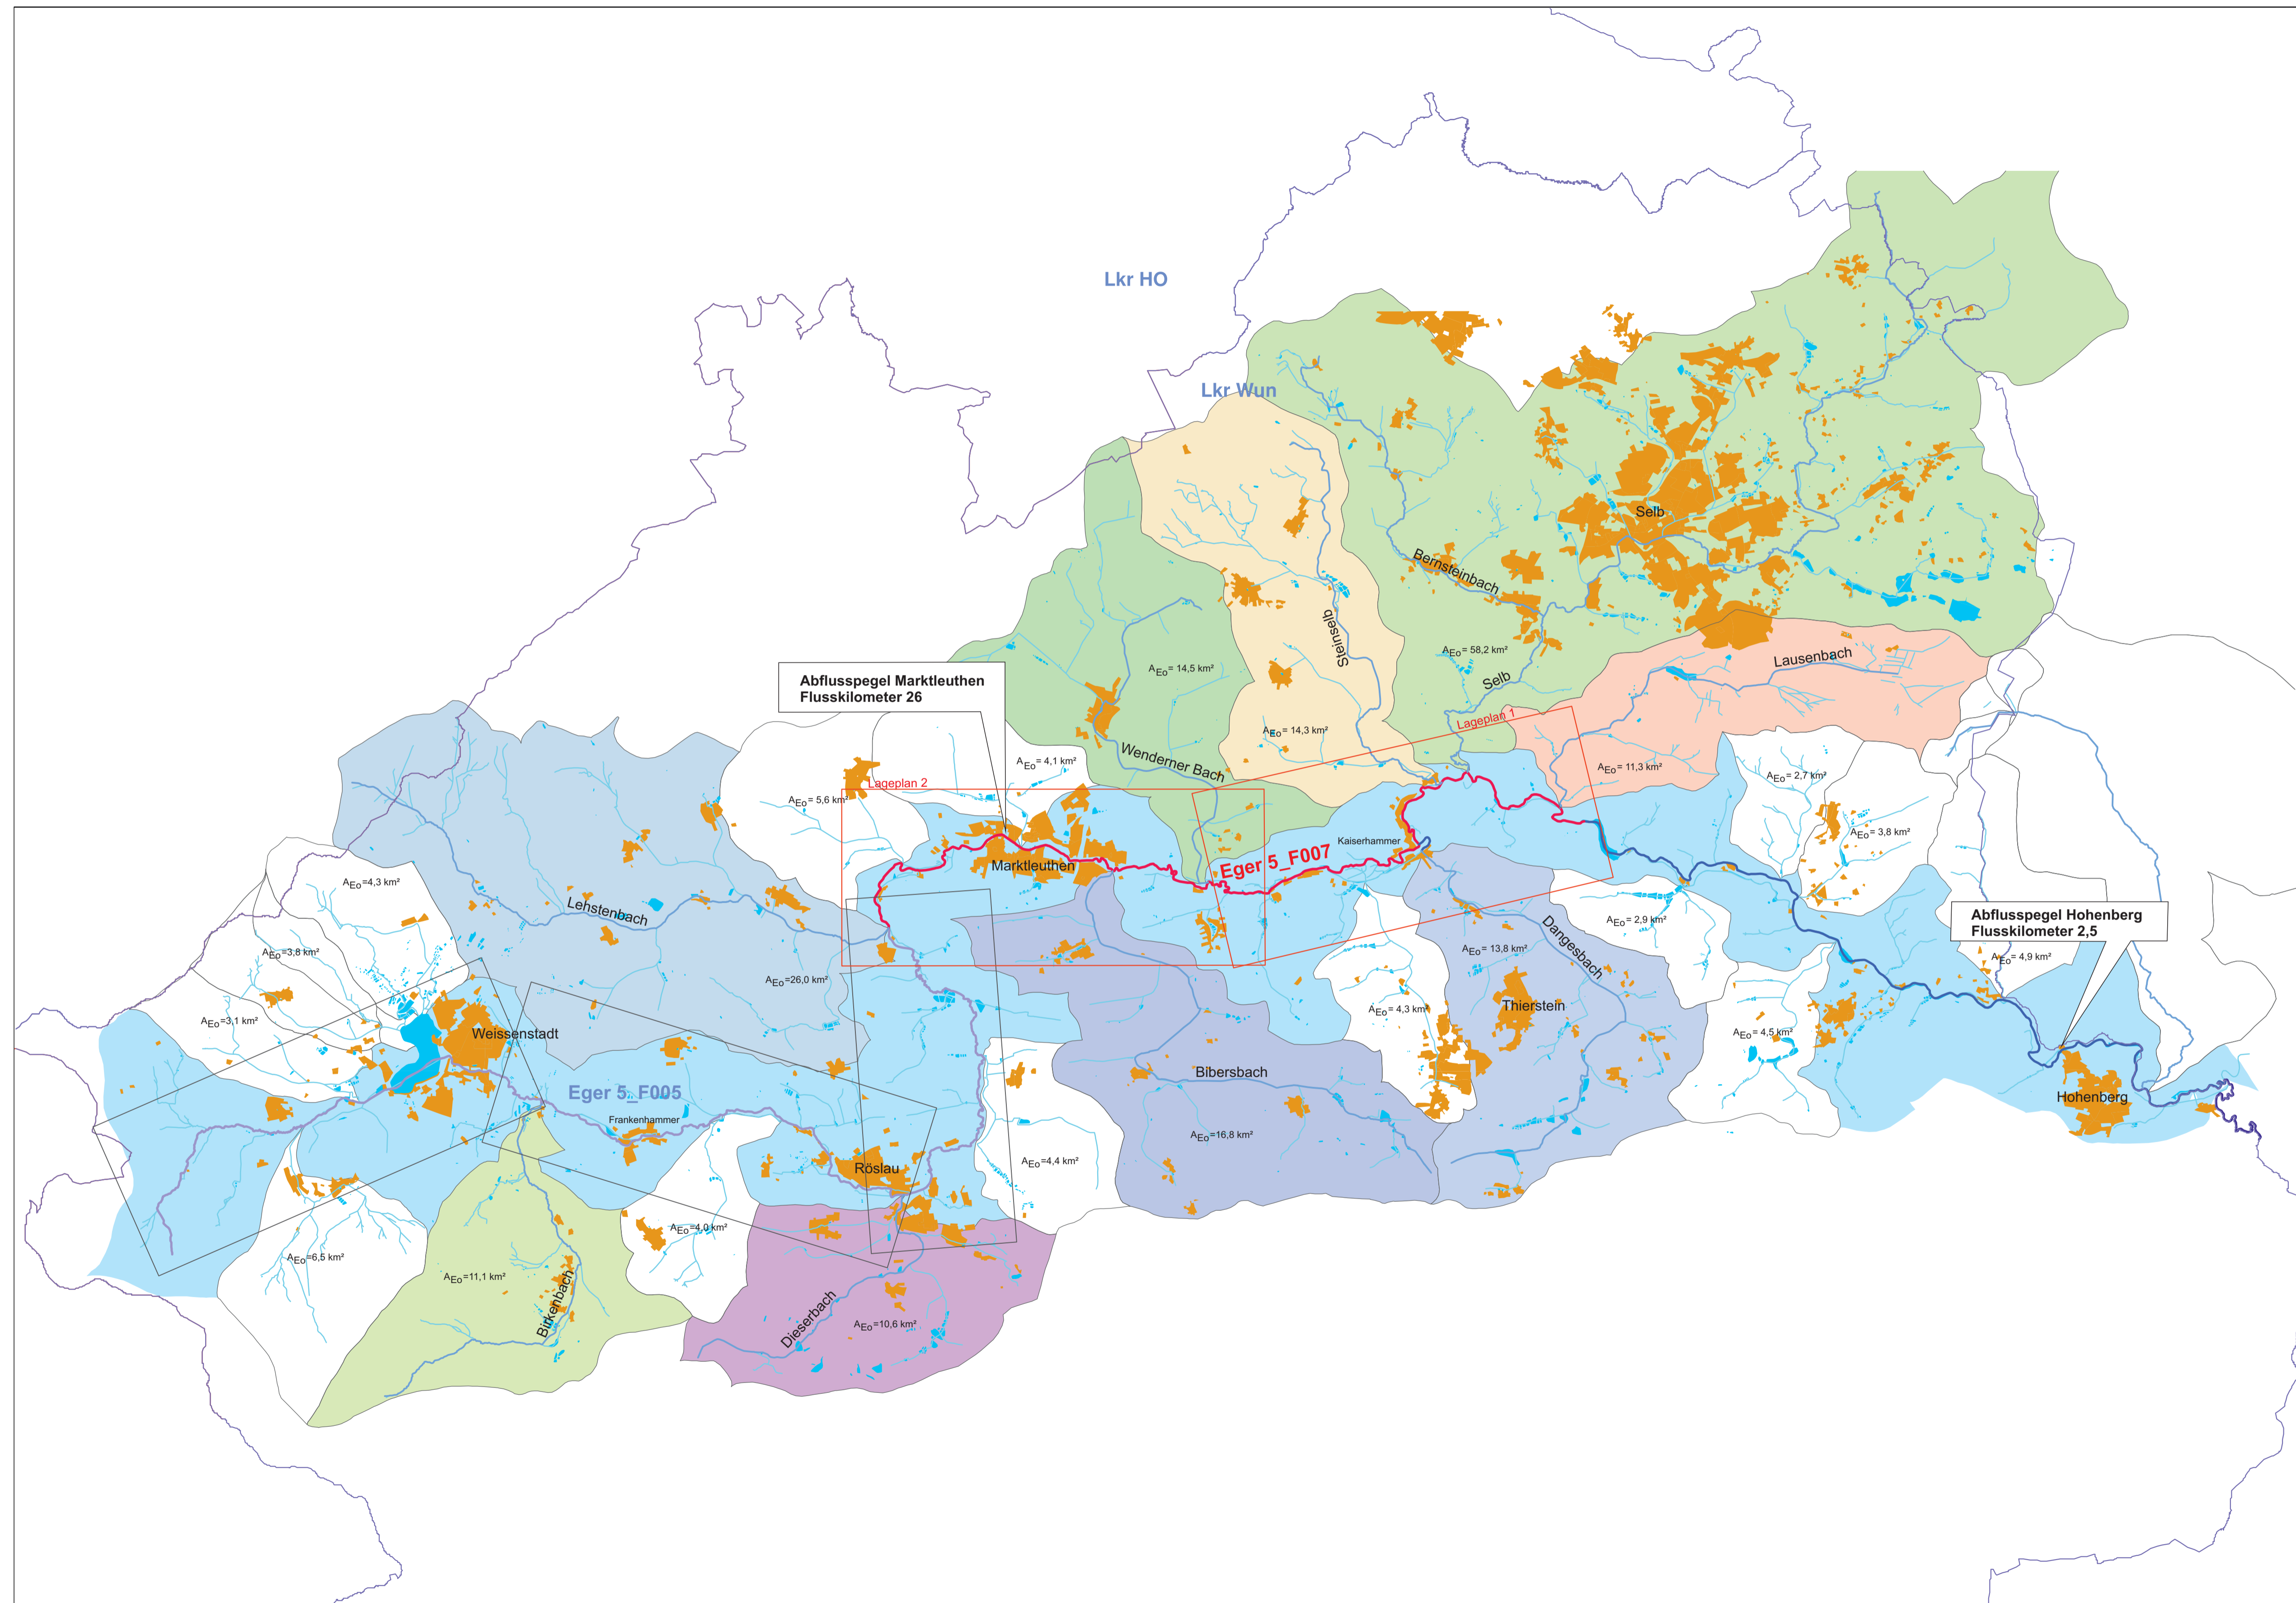 Lkr HO
Lkr Wun
Selb
Bernsteinbach
Steinselb
AEo= 58,2 km²
Lausenbach
AEo= 14,5 km²
Selb
Abflusspegel Marktleuthen
Flusskilometer 26
Lageplan 1
AEo= 14,3 km²
Wenderner Bach
AEo= 4,1 km²
AEo= 11,3 km²
AEo= 2,7 km²
Lageplan 2
AEo= 5,6 km²
AEo= 3,8 km²
Kaiserhammer
Marktleuthen
Eger 5_F007
AEo=4,3 km²
Lehstenbach
Abflusspegel Hohenberg
Flusskilometer 2,5
AEo= 2,9 km²
Dangesbach
AEo= 13,8 km²
AEo=3,8 km²
AEo= 4,9 km²
AEo=26,0 km²
Thierstein
AEo= 4,3 km²
AEo=3,1 km²
Weissenstadt
AEo= 4,5 km²
Bibersbach
Eger 5_F005
Hohenberg
Frankenhammer
AEo=16,8 km²
Röslau
AEo=4,4 km²
AEo=4,0 km²
AEo=6,5 km²
AEo=11,1 km²
Birkenbach
Dieserbach
AEo=10,6 km²